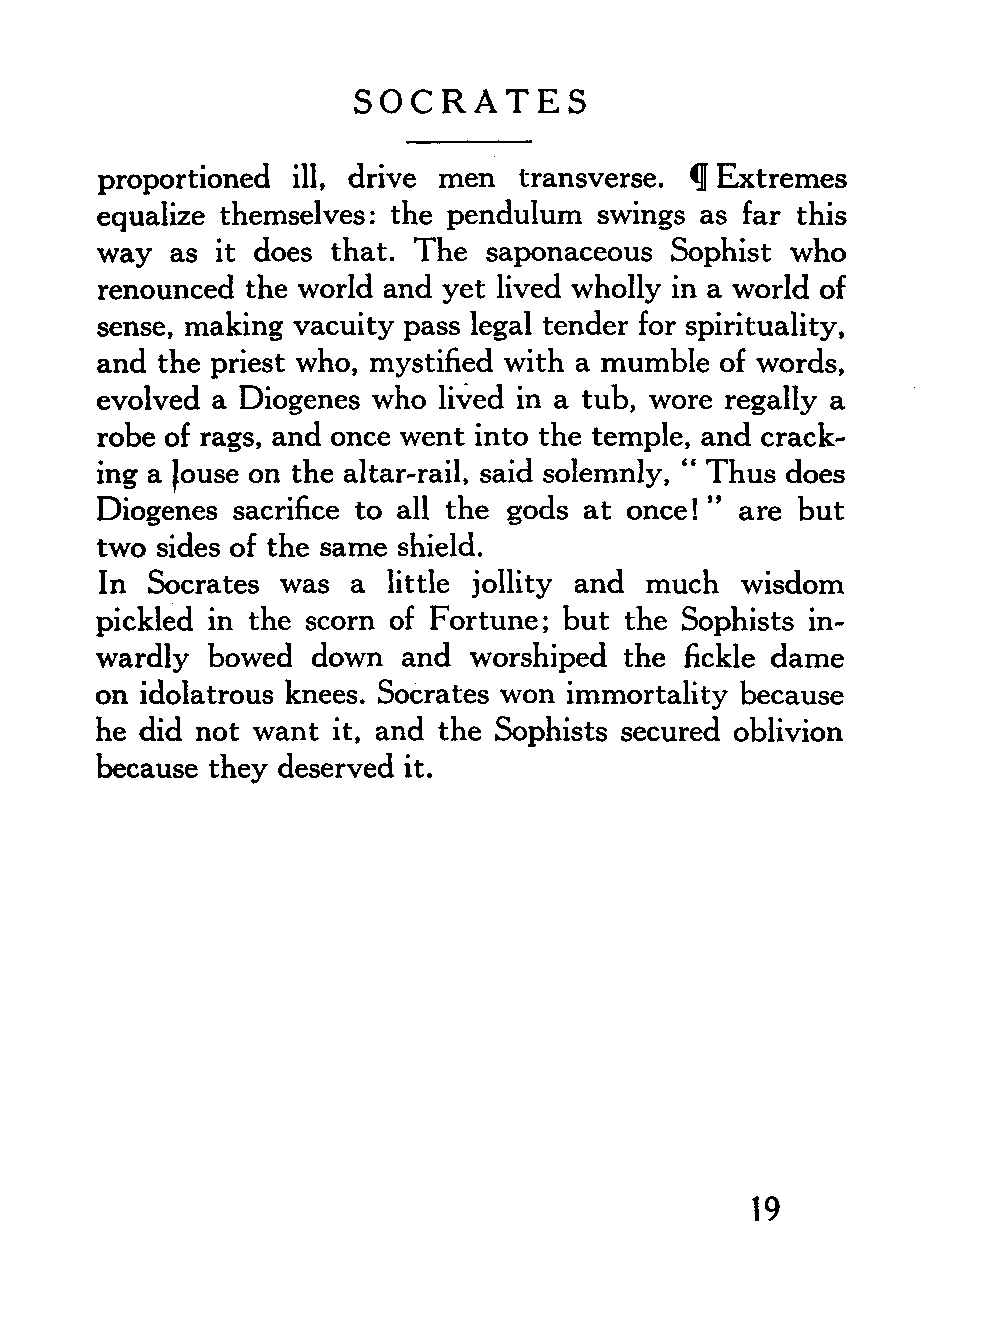 SOCRATES
proportioned ill, drive men transverse. ¶ Extremes
equalize themselves: the pendulum swings as far this
way as it does that. The saponaceous Sophist who
renounced the world and yet lived wholly in a world of
sense, making vacuity pass legal tender for spirituality,
and the priest who, mystified with a mumble of words,
evolved a Diogenes who lived in a tub, wore regally a
robe of rags, and once went into the temple, and crack-
ing a louse on the altar-rail, said solemnly, “ Thus does
Diogenes sacrifice to all the gods at once! ” are but
two sides of the same shield.
In Socrates was a little jollity and much wisdom
pickled in the scorn of Fortune; but the Sophists in-
wardly bowed down and worshiped the fickle dame
on idolatrous knees. Socrates won immortality because
he did not want it, and the Sophists secured oblivion
because they deserved it.
19